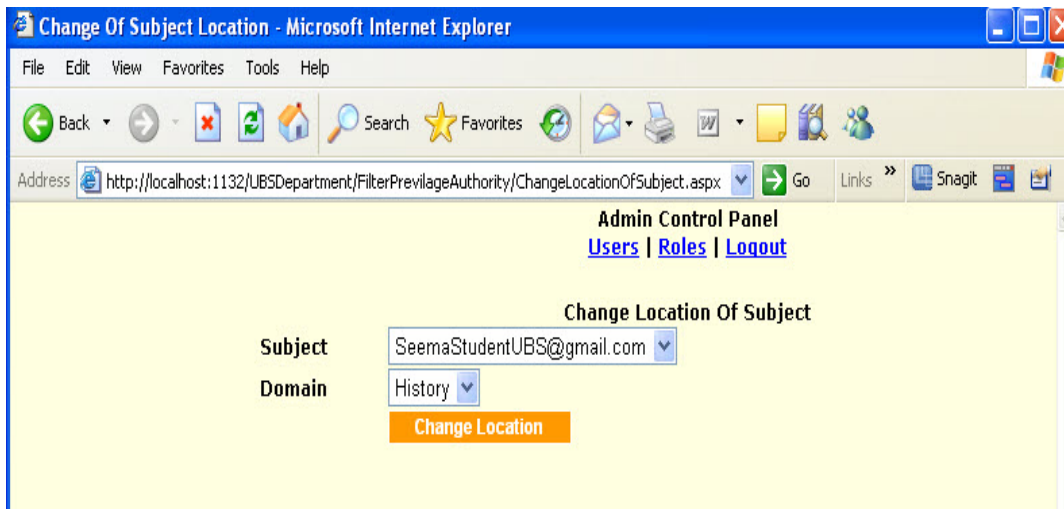 Change Of Subject Location - Microsoft Internet Explorer
File Edit View Favorites Tools Help
Back Search Favorites W
Address http://localhost:1132/UBSDepartment/FilterPrevilageAuthority/ChangeLocationOfSubject.aspx Go Links » Snagit
Admin Control Panel
Users | Roles | Logout
Change Location Of Subject
Subject SeemaStudentUBS@gmail.com
Domain History
Change Location